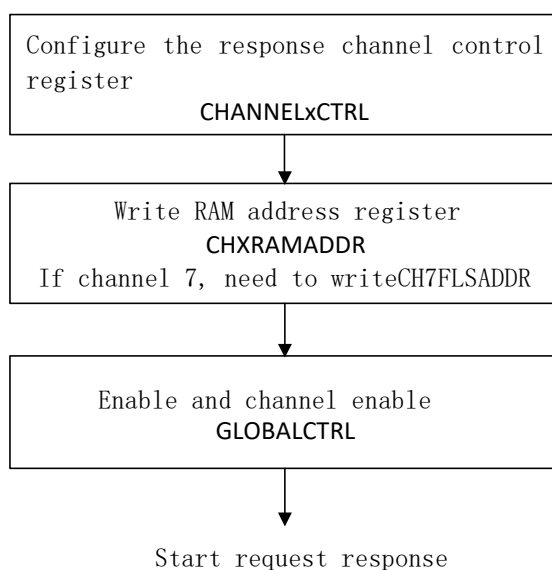 Configure the response channel control
register
CHANNELxCTRL
Write RAM address register
CHXRAMADDR
If channel 7, need to writeCH7FLSADDR
Enable and channel enable
GLOBALCTRL
Start request response